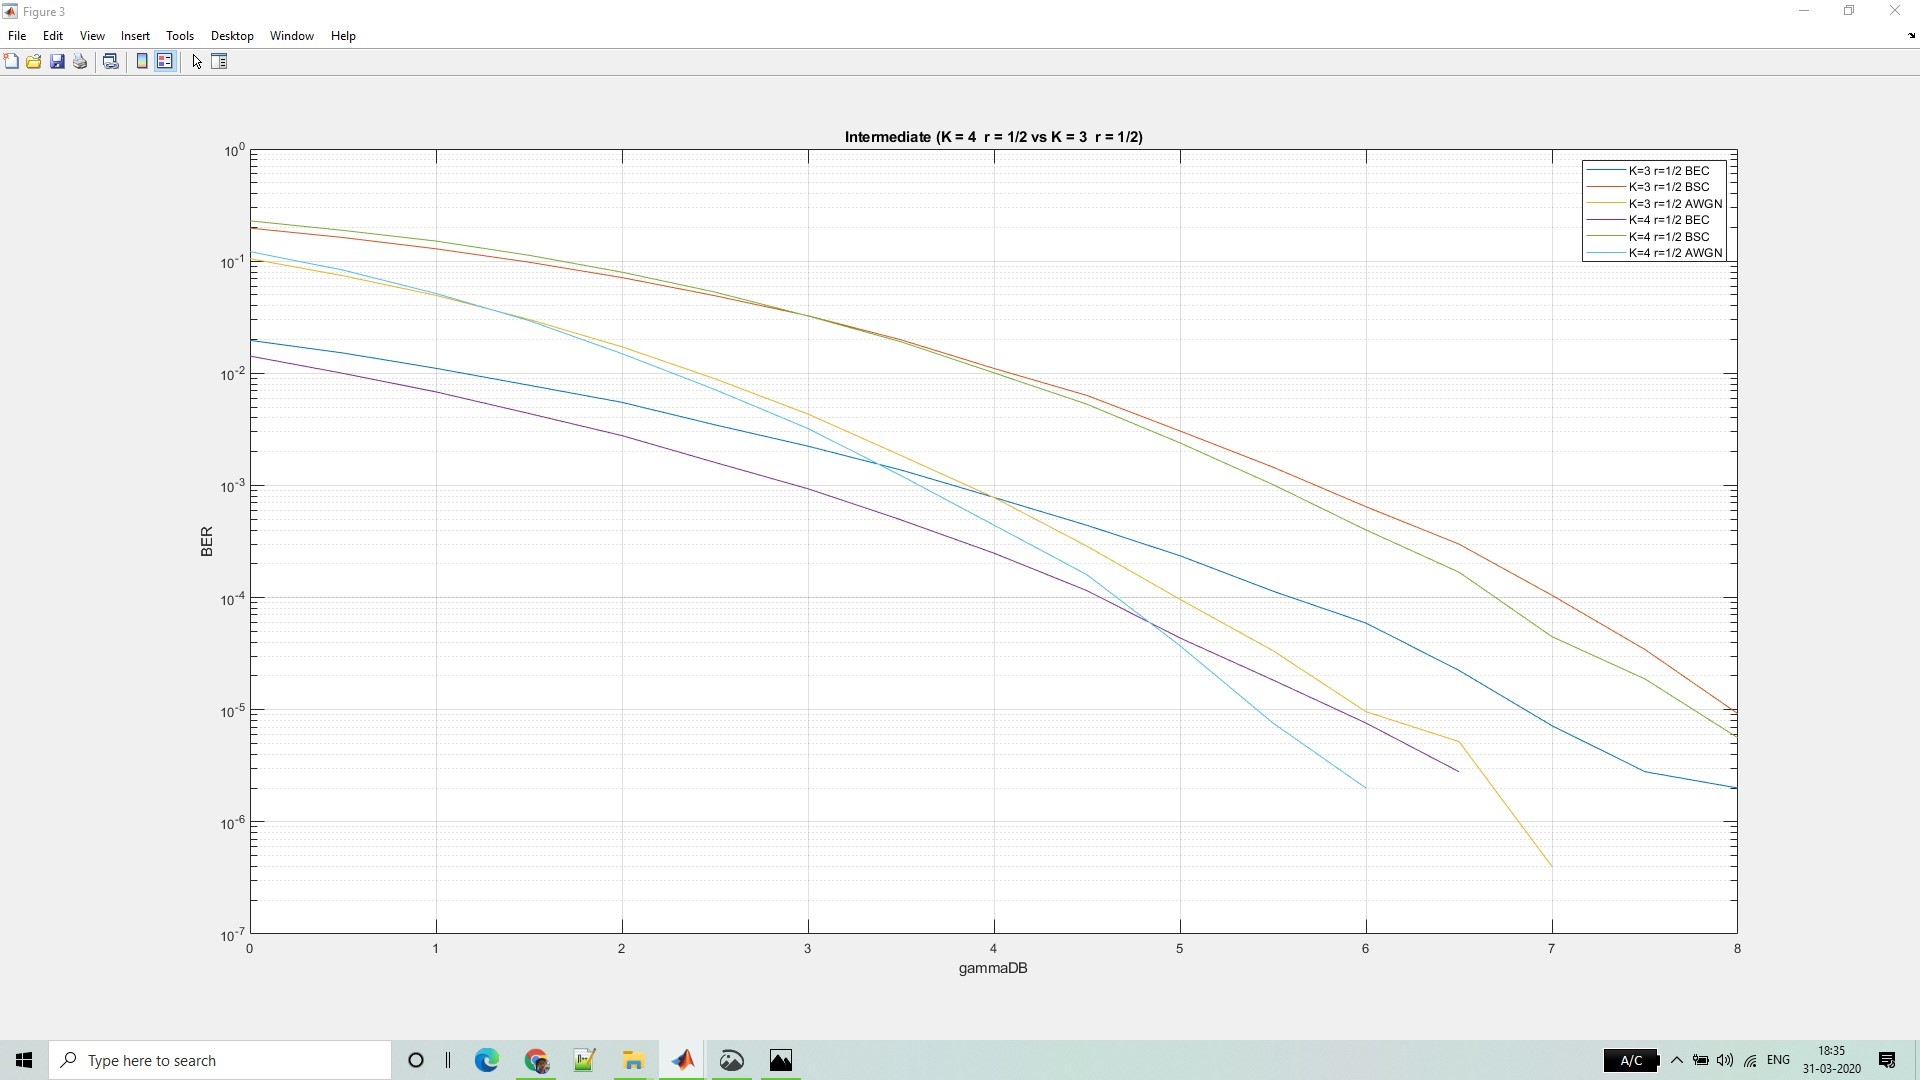 Figure 3
File Edit View Insert Tools Desktop Window Help
Intermediate (K = 4 r = 1/2 vs K = 3 r = 1/2)
10^0
10^-1
10^-2
10^-3
10^-4
10^-5
10^-6
10^-7
BER
K=3 r=1/2 BEC
K=3 r=1/2 BSC
K=3 r=1/2 AWGN
K=4 r=1/2 BEC
K=4 r=1/2 BSC
K=4 r=1/2 AWGN
0 1 2 3 4 5 6 7 8
gammaDB
Type here to search
A/C
ENG
18:35
31-03-2020